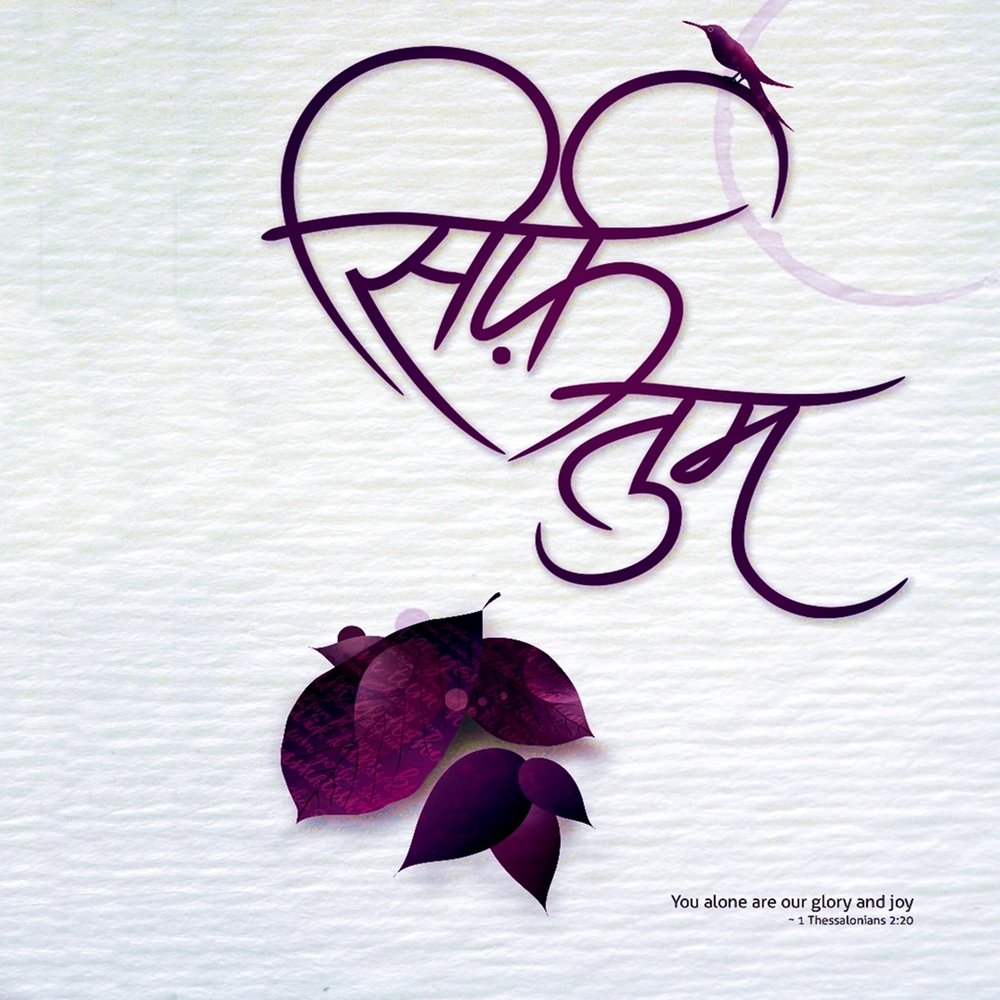 सिर्फ़
तुम
You alone are our glory and joy
~ 1 Thessalonians 2:20